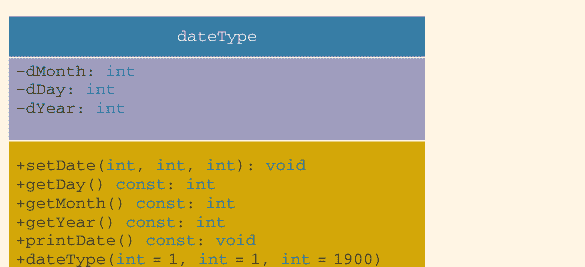 dateType
-dMonth: int
-dDay: int
-dYear: int
+setDate(int, int, int): void
+getDay() const: int
+getMonth() const: int
+getYear() const: int
+printDate() const: void
+dateType(int = 1, int = 1, int = 1900)